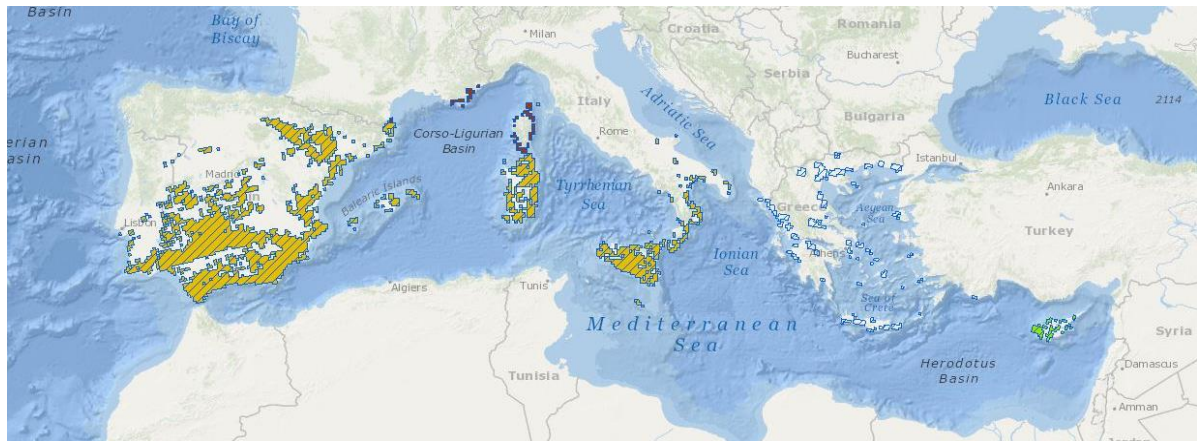 Basin
Bay of
Biscay
Croatia
Romania
Milan
Bucharest
Serbia
Black Sea
2114
Italy
Adriatic Sea
Bulgaria
Corso-Ligurian
Basin
Rome
erian
asin
Istanbul
Madrid
Balearic Islands
Tyrrhenian
Sea
Ankara
Greece
Aegean
Sea
Turkey
Lisbon
Ionian
Sea
Athens
Algiers
Tunis
Sea of
Crete
Mediterranean
Sea
Syria
Herodotus
Basin
Damascus
Tunisia
Amman